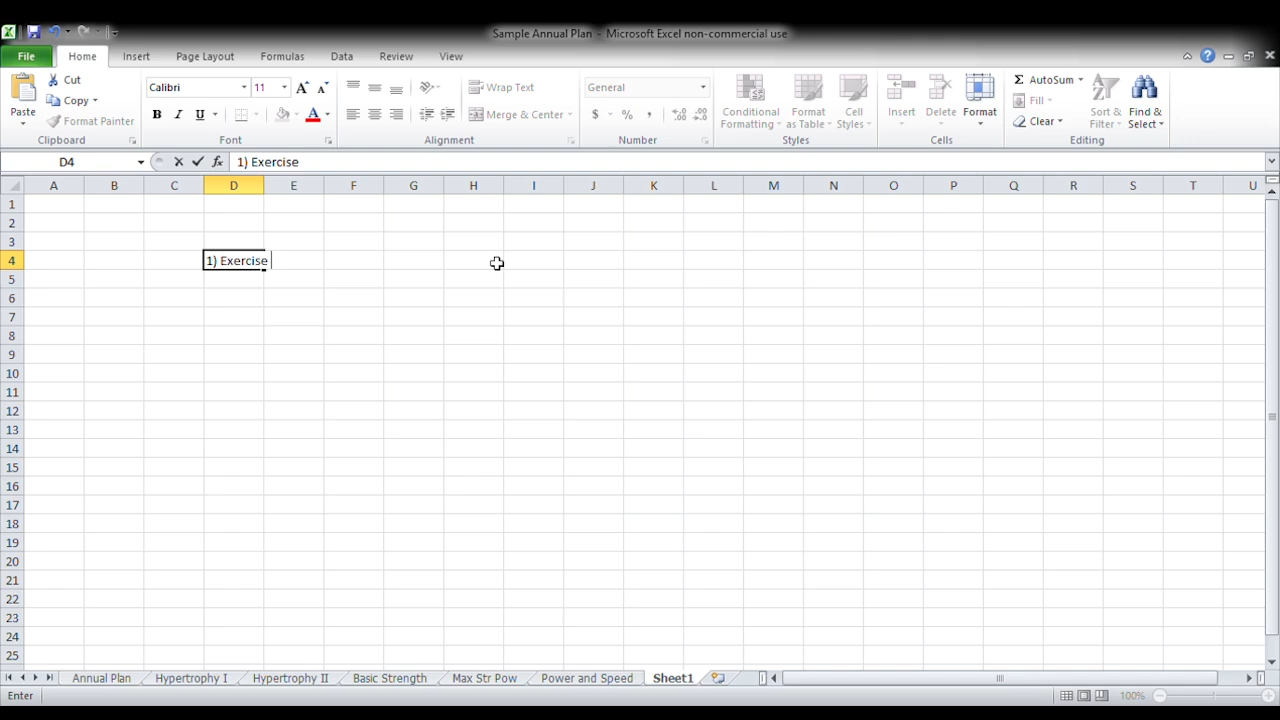 Sample Annual Plan - Microsoft Excel non-commercial use
File Home Insert Page Layout Formulas Data Review View
Paste
Cut
Copy
Format Painter
Clipboard
Calibri 11
B I U A
Font
Wrap Text
Merge & Center
Alignment
General
$ % ,
Number
Conditional Formatting
Format as Table
Cell Styles
Styles
Insert Delete Format
Cells
AutoSum
Fill
Clear
Sort & Filter
Find & Select
Editing
D4 fx 1) Exercise
A B C D E F G H I J K L M N O P Q R S T U
1
2
3
4 1) Exercise
5
6
7
8
9
10
11
12
13
14
15
16
17
18
19
20
21
22
23
24
25
Annual Plan Hypertrophy I Hypertrophy II Basic Strength Max Str Pow Power and Speed Sheet1
Enter 100%